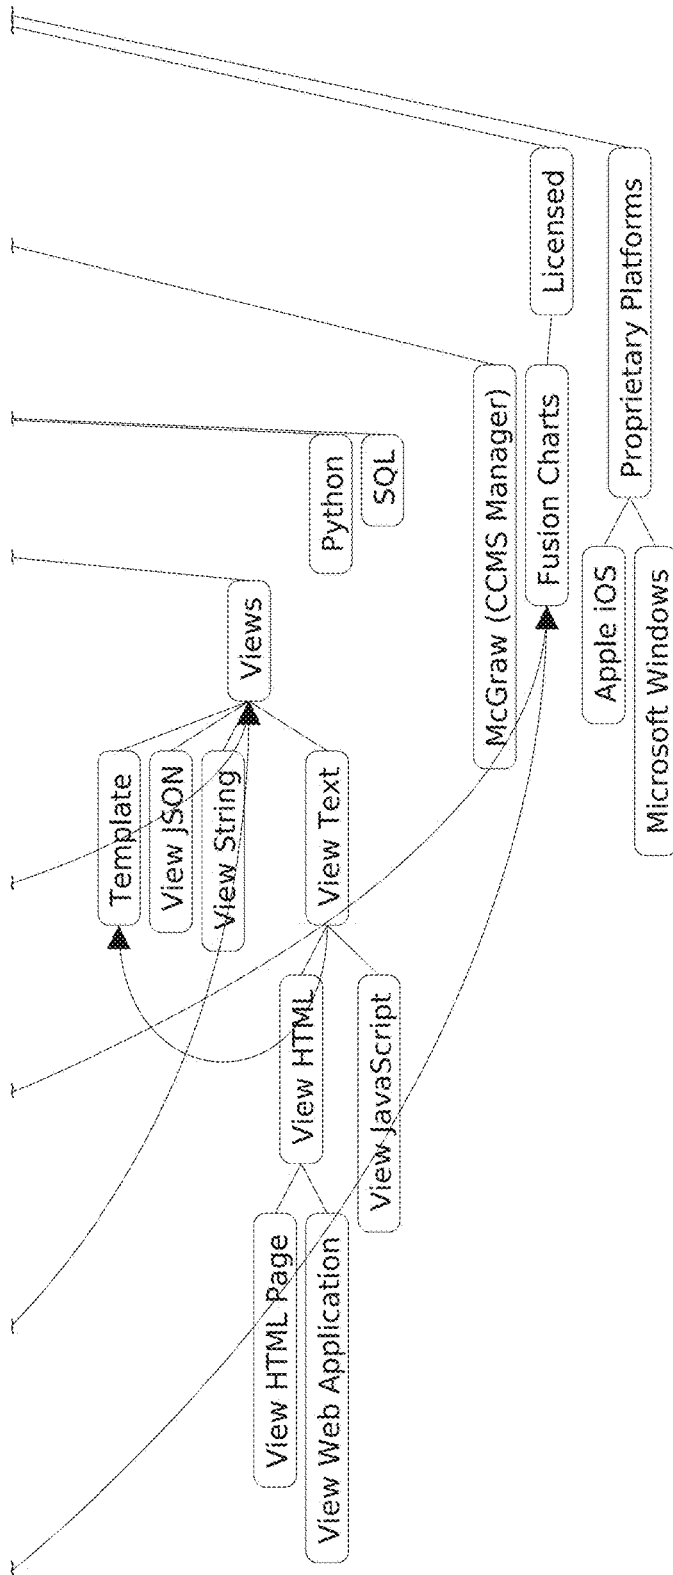 Template
View JSON
View String
Views
View HTML Page
View HTML
View Web Application
View Text
Python
View JavaScript
SQL
McGraw (CCMS Manager)
Fusion Charts
Licensed
Apple iOS
Proprietary Platforms
Microsoft Windows